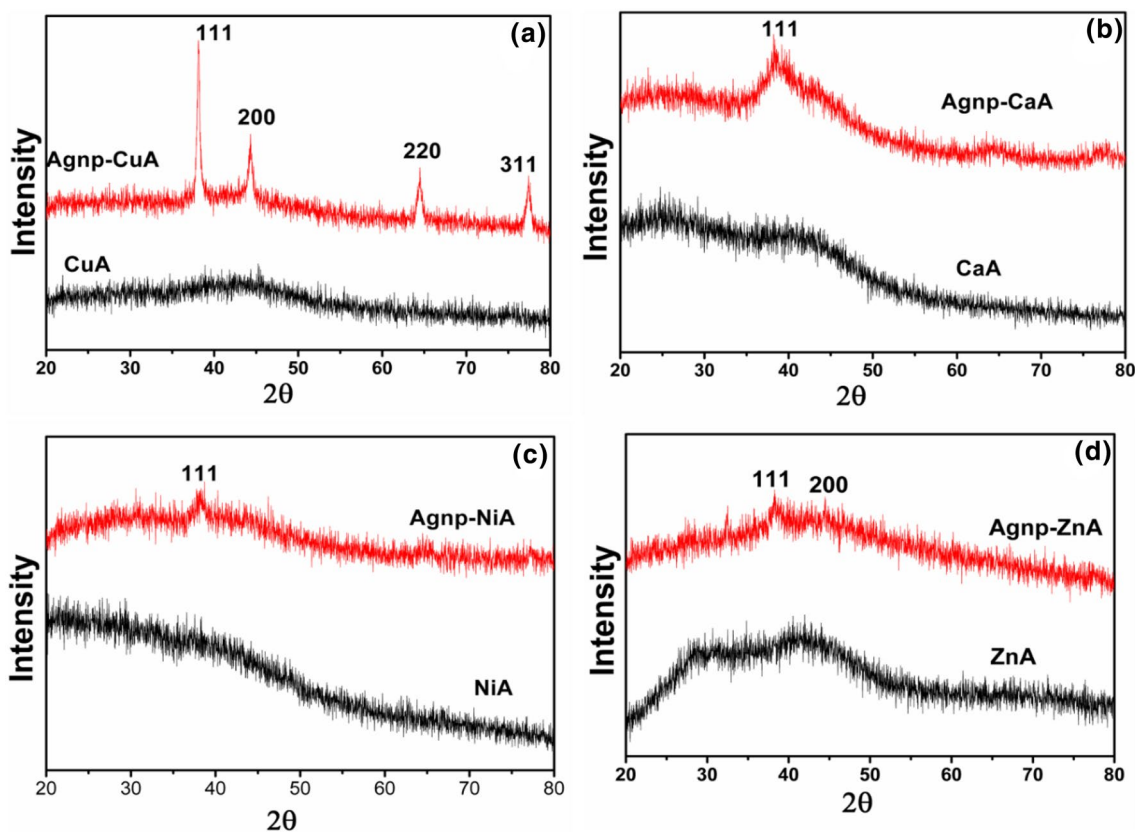 (a)
111
200
220
311
Agnp-CuA
CuA
Intensity
20 30 40 50 60 70 80
2θ
(b)
111
Agnp-CaA
CaA
Intensity
20 30 40 50 60 70 80
2θ
(c)
111
Agnp-NiA
NiA
Intensity
20 30 40 50 60 70 80
2θ
(d)
111
200
Agnp-ZnA
ZnA
Intensity
20 30 40 50 60 70 80
2θ